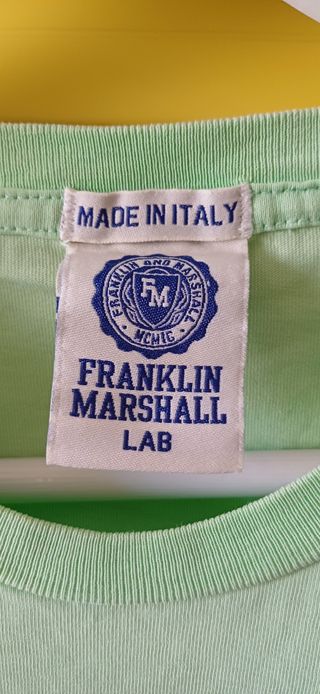 MADE IN ITALY
FRANKLIN AND MARSHALL
FM
MCMIC
FRANKLIN
MARSHALL
LAB